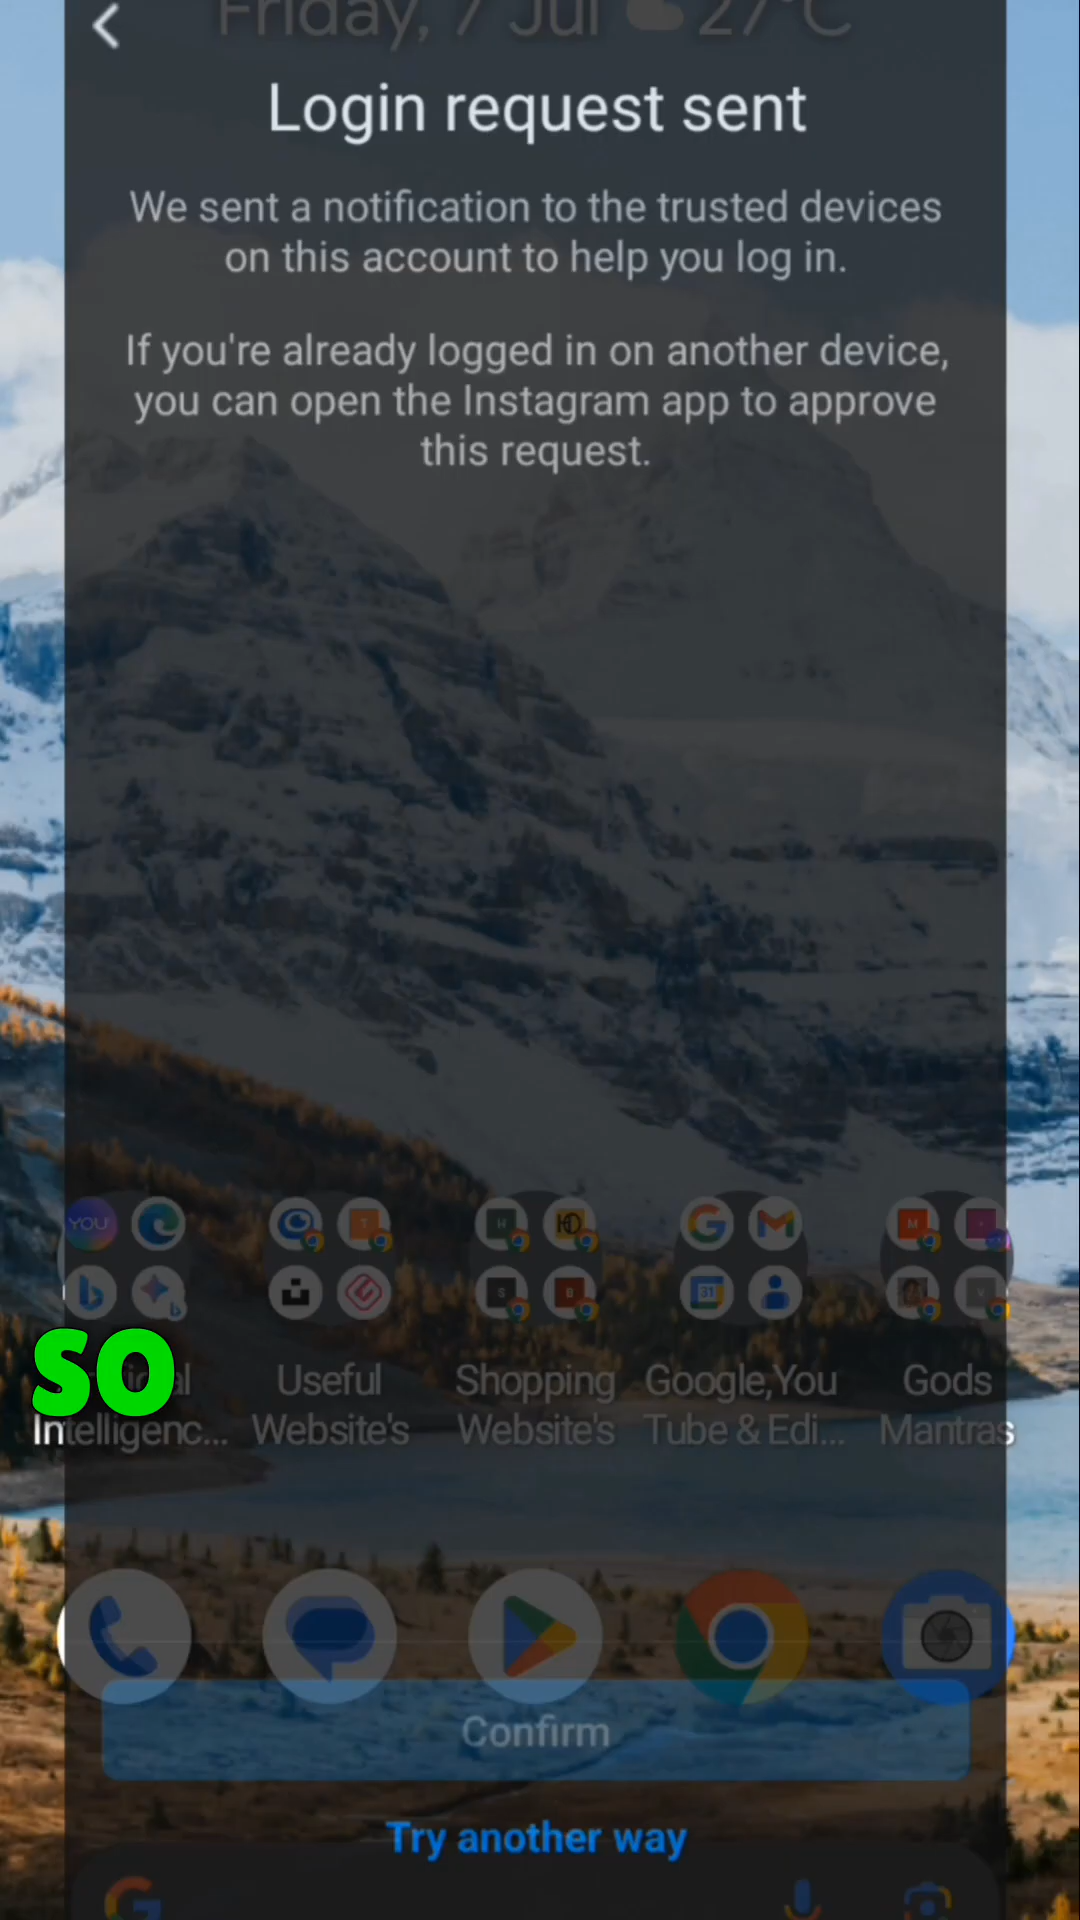 Friday, 7 Jul 27°C
Login request sent
We sent a notification to the trusted devices
on this account to help you log in.
If you're already logged in on another device,
you can open the Instagram app to approve
this request.
YOU
31
SO
Intelligenc...
Useful
Website's
Shopping
Website's
Google,You
Tube & Edi...
Gods
Mantras
Confirm
Try another way